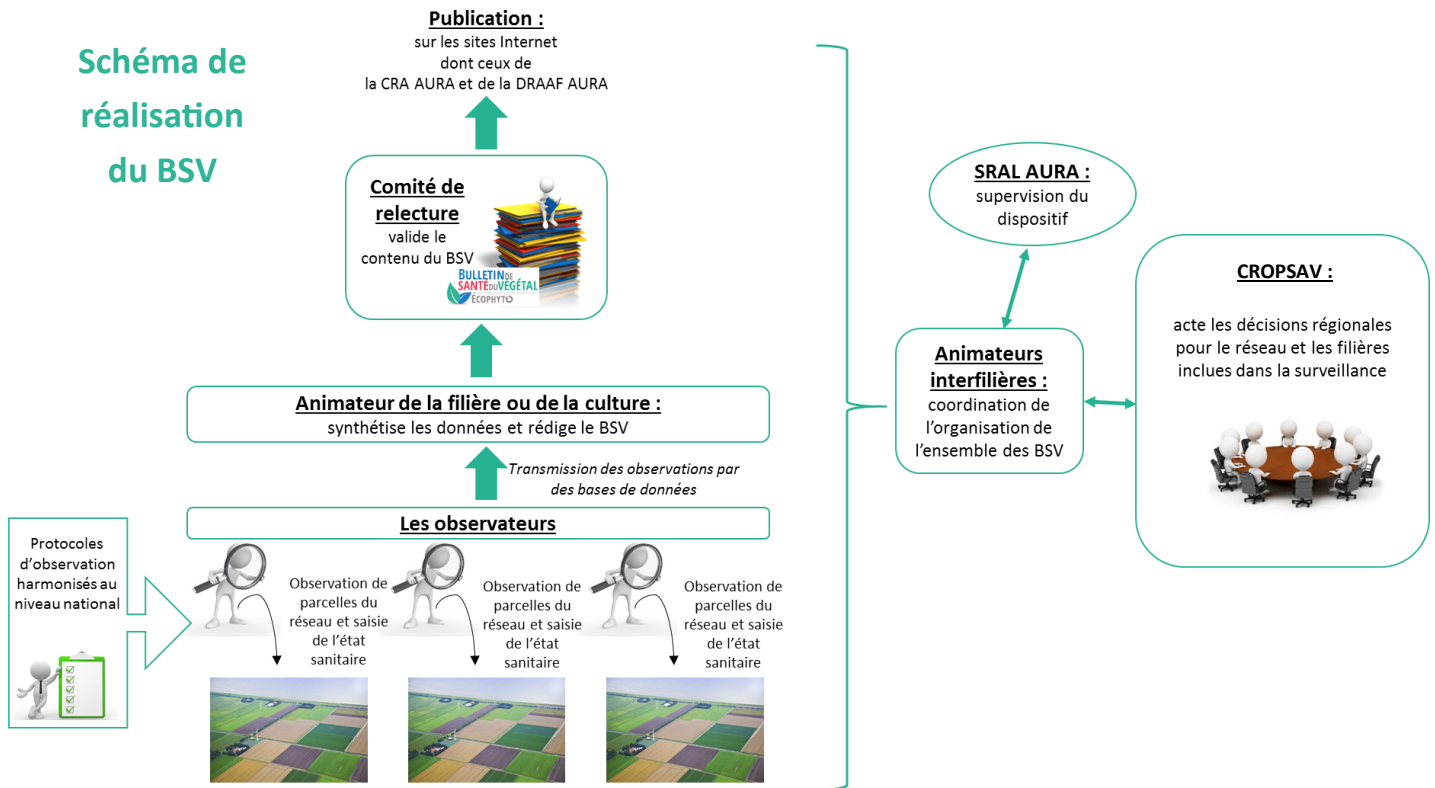 Schéma de
réalisation
du BSV
Publication :
sur les sites Internet
dont ceux de
la CRA AURA et de la DRAAF AURA
Comité de
relecture
valide le
contenu du BSV
BULLETIN DE
SANTÉ DU VÉGÉTAL
ÉCOPHYTO
Animateur de la filière ou de la culture :
synthétise les données et rédige le BSV
Transmission des observations par
des bases de données
Les observateurs
Protocoles
d'observation
harmonisés au
niveau national
Observation de
parcelles du
réseau et saisie
de l'état
sanitaire
Observation de
parcelles du
réseau et saisie
de l'état
sanitaire
Observation de
parcelles du
réseau et saisie
de l'état
sanitaire
SRAL AURA :
supervision du
dispositif
Animateurs
interfilières :
coordination de
l'organisation de
l'ensemble des BSV
CROPSAV :
acte les décisions régionales
pour le réseau et les filières
inclues dans la surveillance